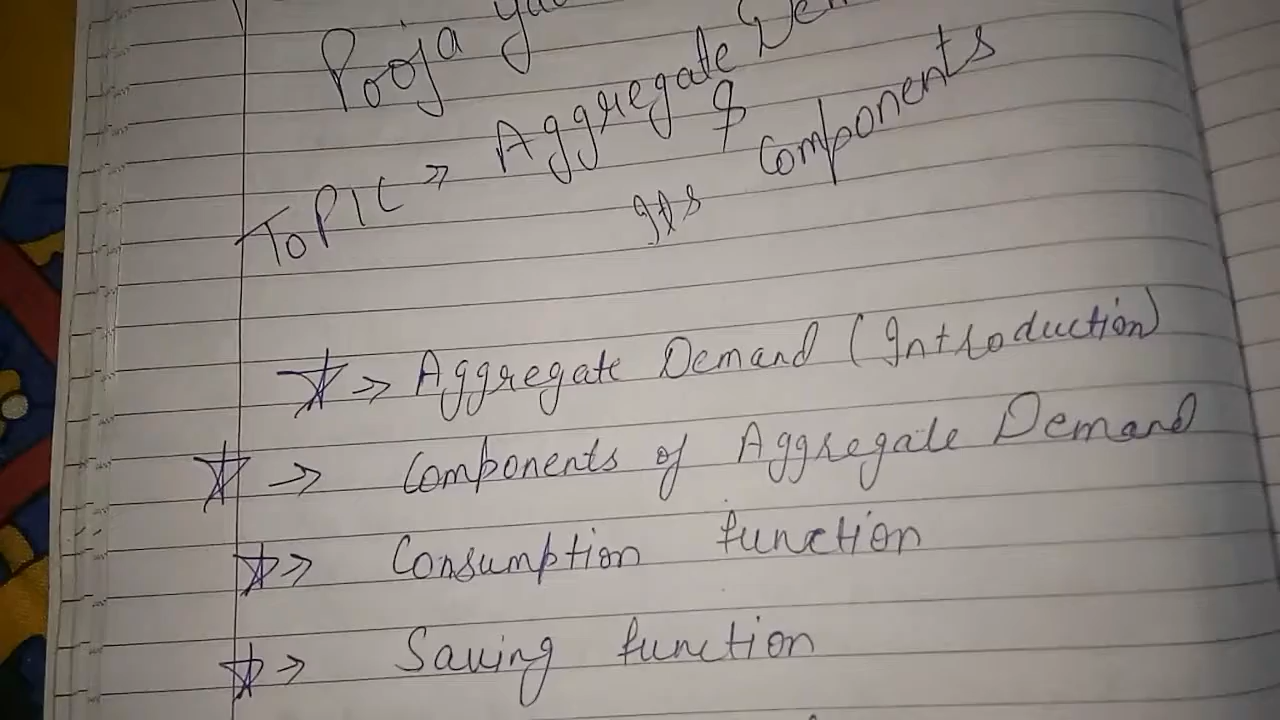 Pooja
TOPIC => Aggregate
&
Its Components
=> Aggregate Demand (Introduction)
=> Components of Aggregate Demand
=> Consumption function
=> Saving function